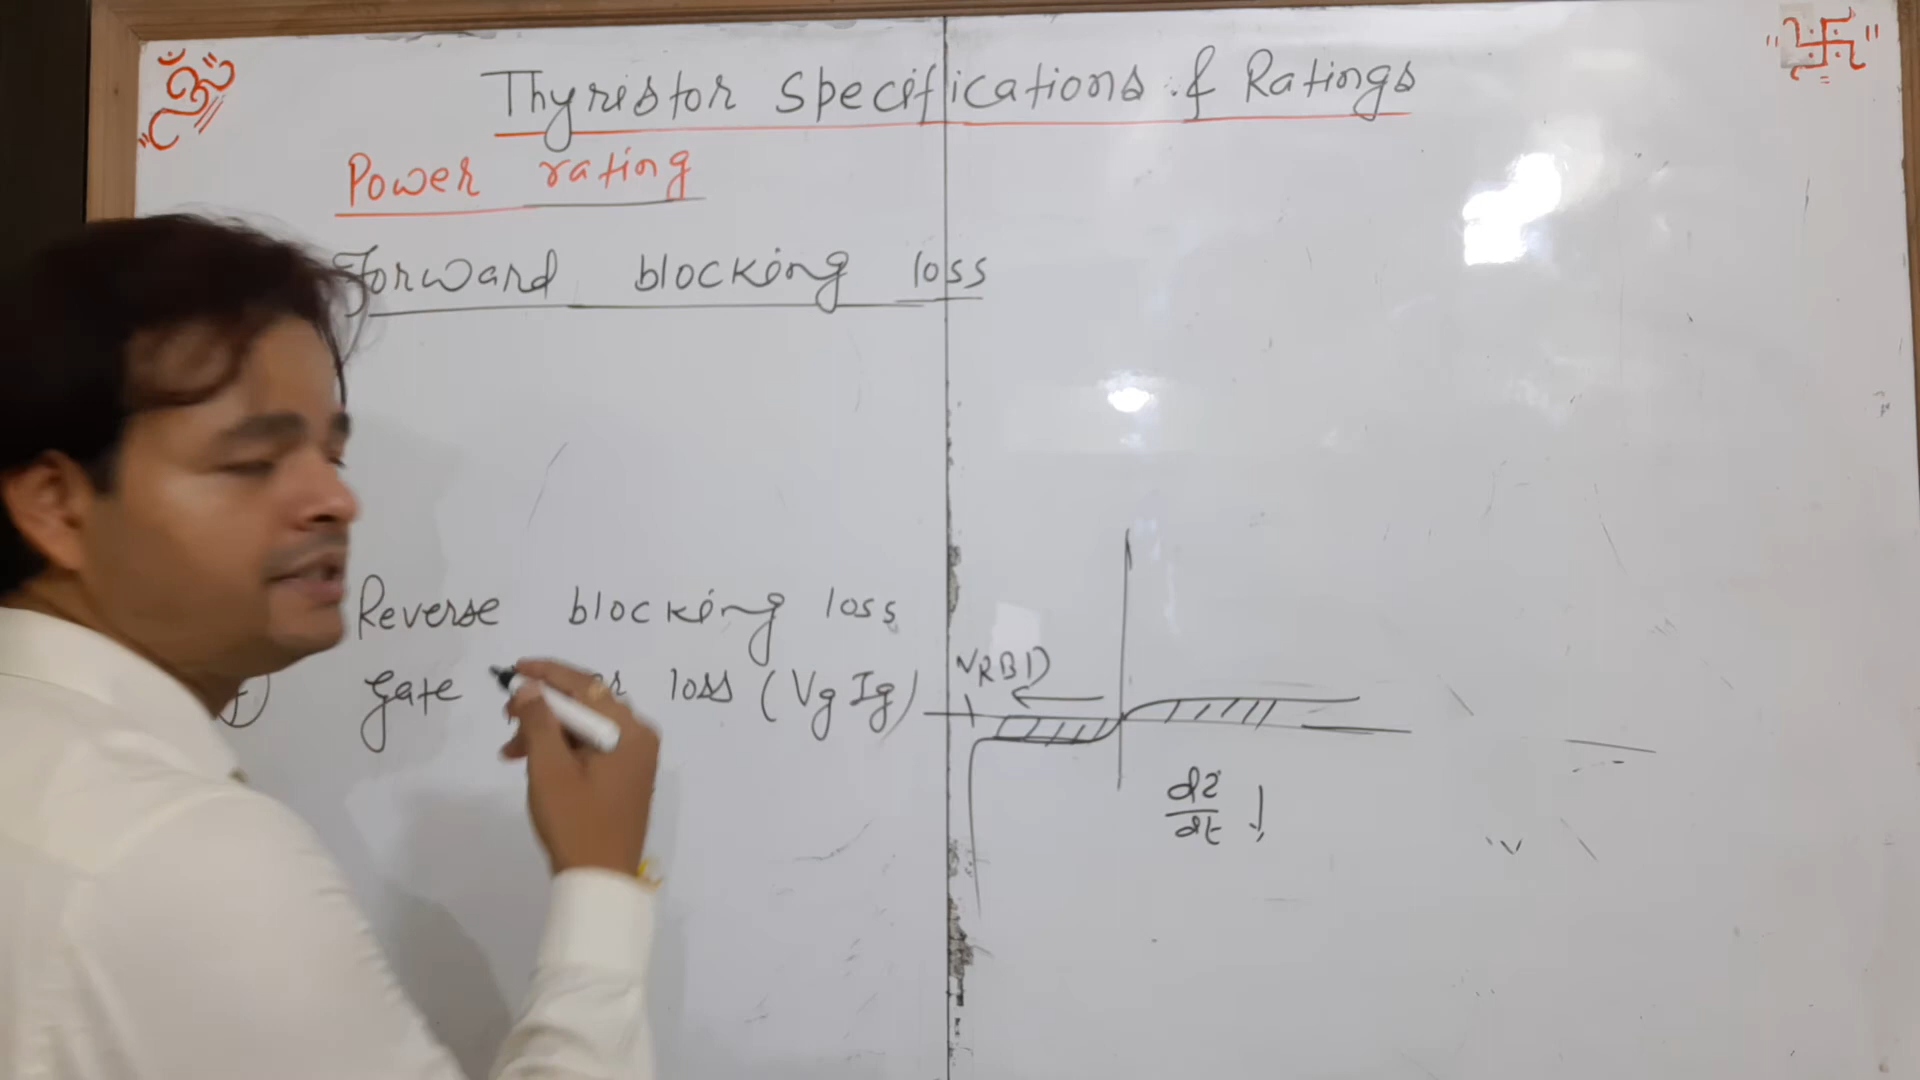 ॐ
Thyristor Specifications & Ratings
Power rating
Forward blocking loss
Reverse blocking loss
Gate loss (Vg Ig)
VRBD
di
dt ↓